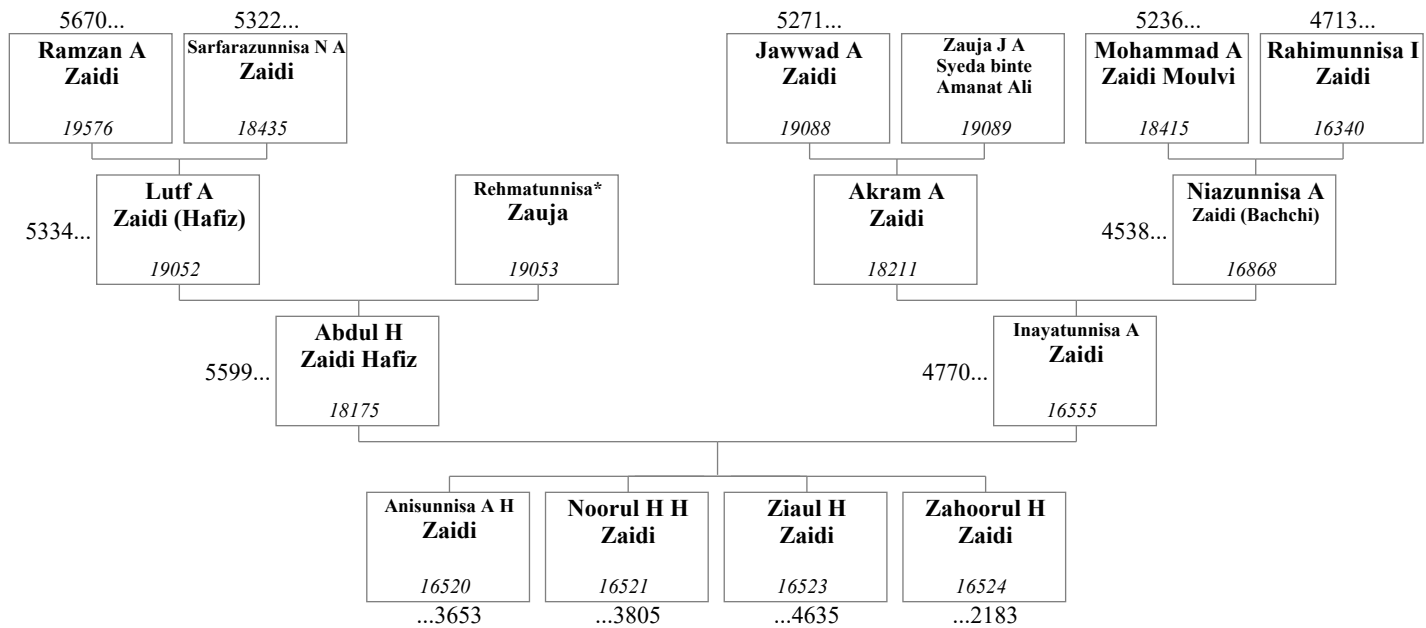 5670...
5322...
5271...
5236...
4713...
Ramzan A
Zaidi
19576
Sarfarazunnisa N A
Zaidi
18435
Jawwad A
Zaidi
19088
Zauja J A
Syeda binte
Amanat Ali
19089
Mohammad A
Zaidi Moulvi
18415
Rahimunnisa I
Zaidi
16340
5334...
Lutf A
Zaidi (Hafiz)
19052
Rehmatunnisa*
Zauja
19053
Akram A
Zaidi
18211
4538...
Niazunnisa A
Zaidi (Bachchi)
16868
5599...
Abdul H
Zaidi Hafiz
18175
4770...
Inayatunnisa A
Zaidi
16555
Anisunnisa A H
Zaidi
16520
Noorul H H
Zaidi
16521
Ziaul H
Zaidi
16523
Zahoorul H
Zaidi
16524
...3653
...3805
...4635
...2183